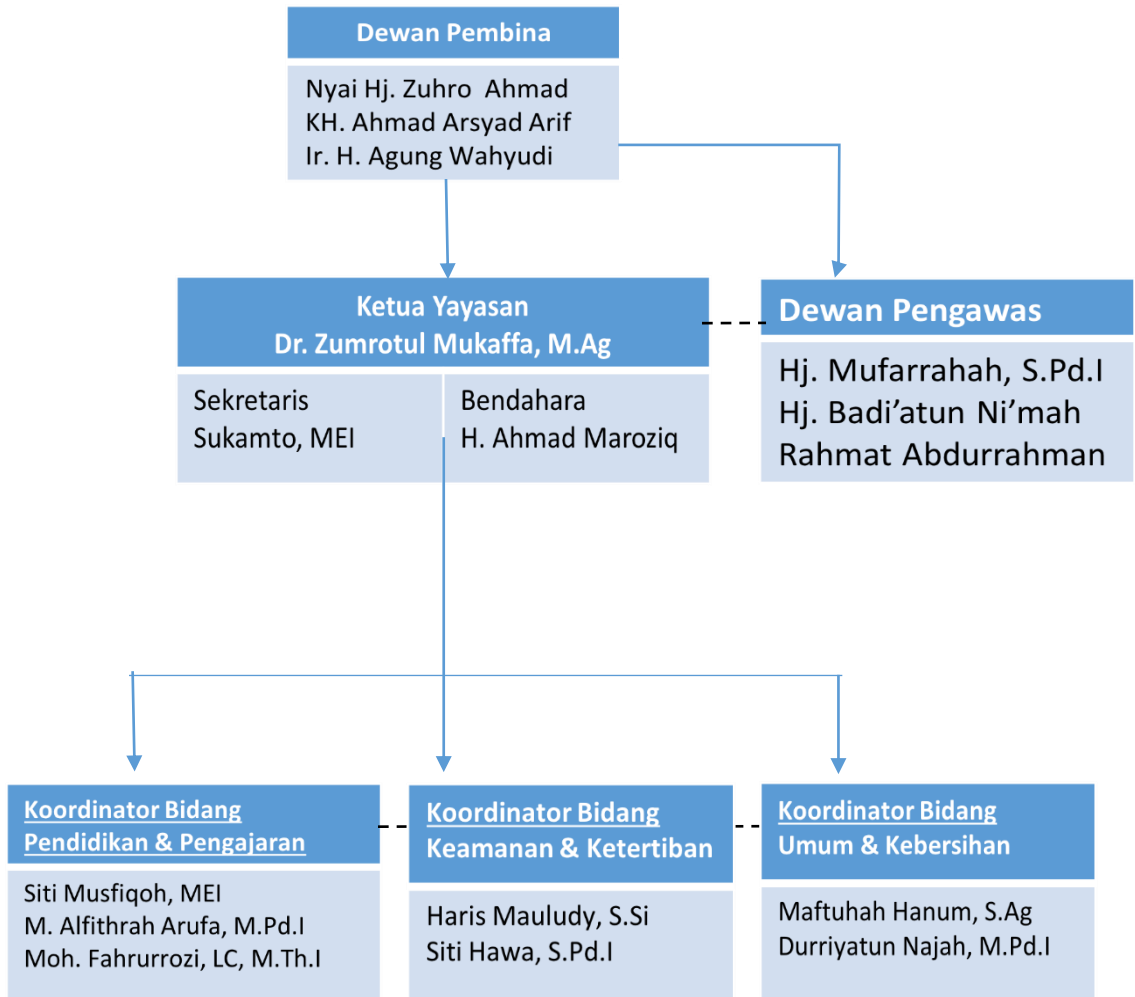 Dewan Pembina
Nyai Hj. Zuhro Ahmad
KH. Ahmad Arsyad Arif
Ir. H. Agung Wahyudi
Ketua Yayasan
Dr. Zumrotul Mukaffa, M.Ag
Sekretaris
Sukamto, MEI
Bendahara
H. Ahmad Maroziq
Dewan Pengawas
Hj. Mufarrahah, S.Pd.I
Hj. Badi’atun Ni’mah
Rahmat Abdurrahman
Koordinator Bidang
Pendidikan & Pengajaran
Siti Musfiqoh, MEI
M. Alfithrah Arufa, M.Pd.I
Moh. Fahrurrozi, LC, M.Th.I
Koordinator Bidang
Keamanan & Ketertiban
Haris Mauludy, S.Si
Siti Hawa, S.Pd.I
Koordinator Bidang
Umum & Kebersihan
Maftuhah Hanum, S.Ag
Durriyatun Najah, M.Pd.I